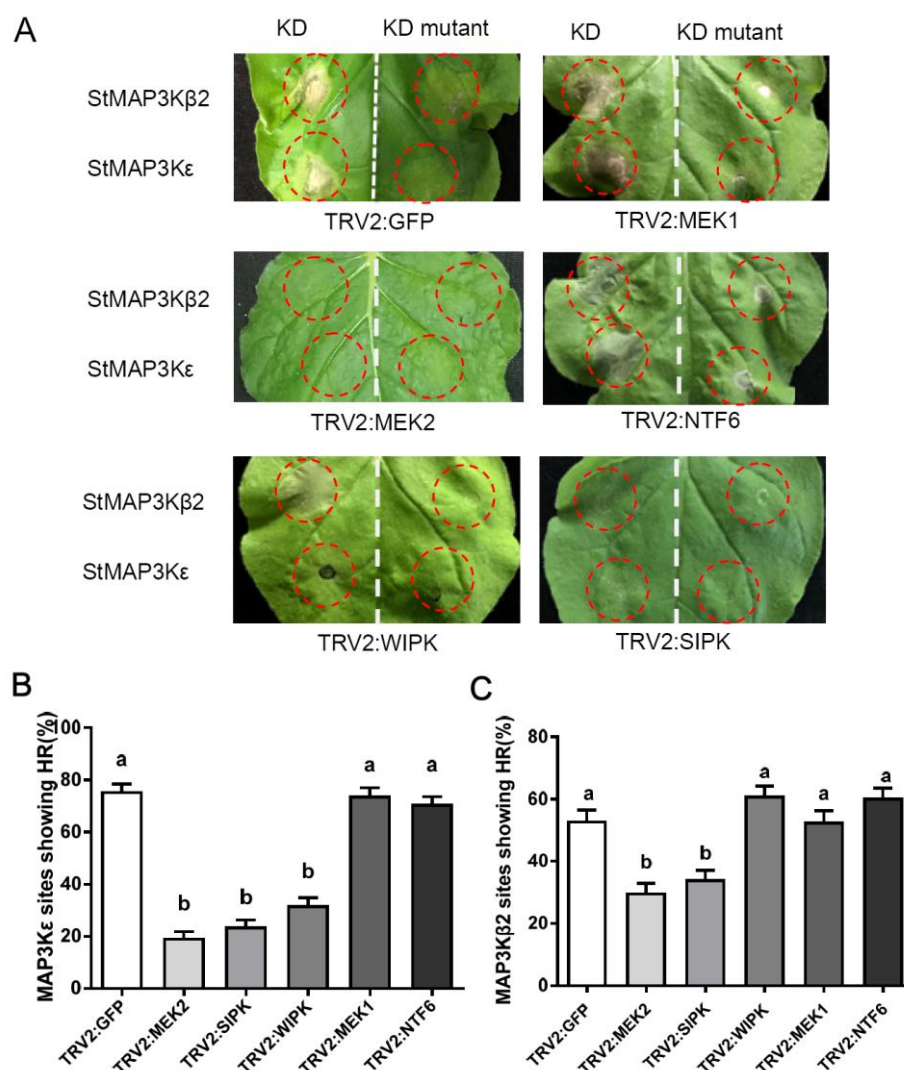 A
KD KD mutant KD KD mutant
StMAP3Kβ2
StMAP3Kε
TRV2:GFP TRV2:MEK1
StMAP3Kβ2
StMAP3Kε
TRV2:MEK2 TRV2:NTF6
StMAP3Kβ2
StMAP3Kε
TRV2:WIPK TRV2:SIPK
B
MAP3Kε sites showing HR(%)
100
80
60
40
20
0
a
b
b
b
a
a
TRV2:GFP
TRV2:MEK2
TRV2:SIPK
TRV2:WIPK
TRV2:MEK1
TRV2:NTF6
C
MAP3Kβ2 sites showing HR(%)
80
60
40
20
0
a
b
b
a
a
a
TRV2:GFP
TRV2:MEK2
TRV2:SIPK
TRV2:WIPK
TRV2:MEK1
TRV2:NTF6